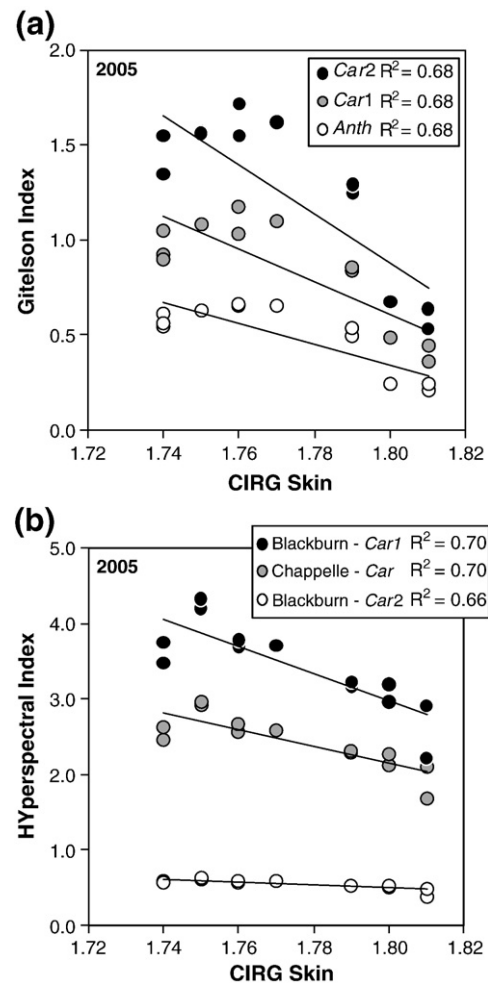 (a)
2.0
2005
Car2 R² = 0.68
Car1 R² = 0.68
Anth R² = 0.68
1.5
1.0
0.5
0.0
Gitelson Index
1.72 1.74 1.76 1.78 1.80 1.82
CIRG Skin
(b)
Blackburn - Car1 R² = 0.70
Chappelle - Car R² = 0.70
Blackburn - Car2 R² = 0.66
5.0
2005
4.0
3.0
2.0
1.0
0.0
HYperspectral Index
1.72 1.74 1.76 1.78 1.80 1.82
CIRG Skin